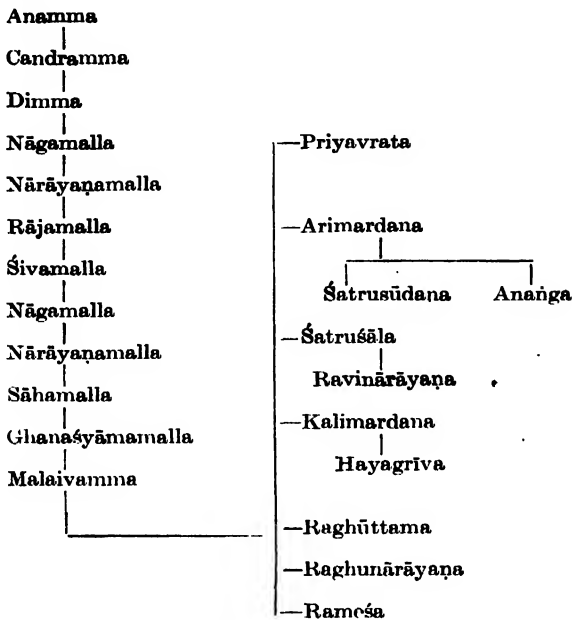 Anamma
Candramma
Dimma
Nāgamalla
Nārāyaṇamalla
Rājamalla
Śivamalla
Nāgamalla
Nārāyaṇamalla
Sāhamalla
Ghanaśyāmamalla
Malaivamma
Priyavrata
Arimardana
Śatrusūdana Anaṅga
Śatruśāla
Ravinārāyaṇa
Kalimardana
Hayagrīva
Raghūttama
Raghunārāyaṇa
Rameśa